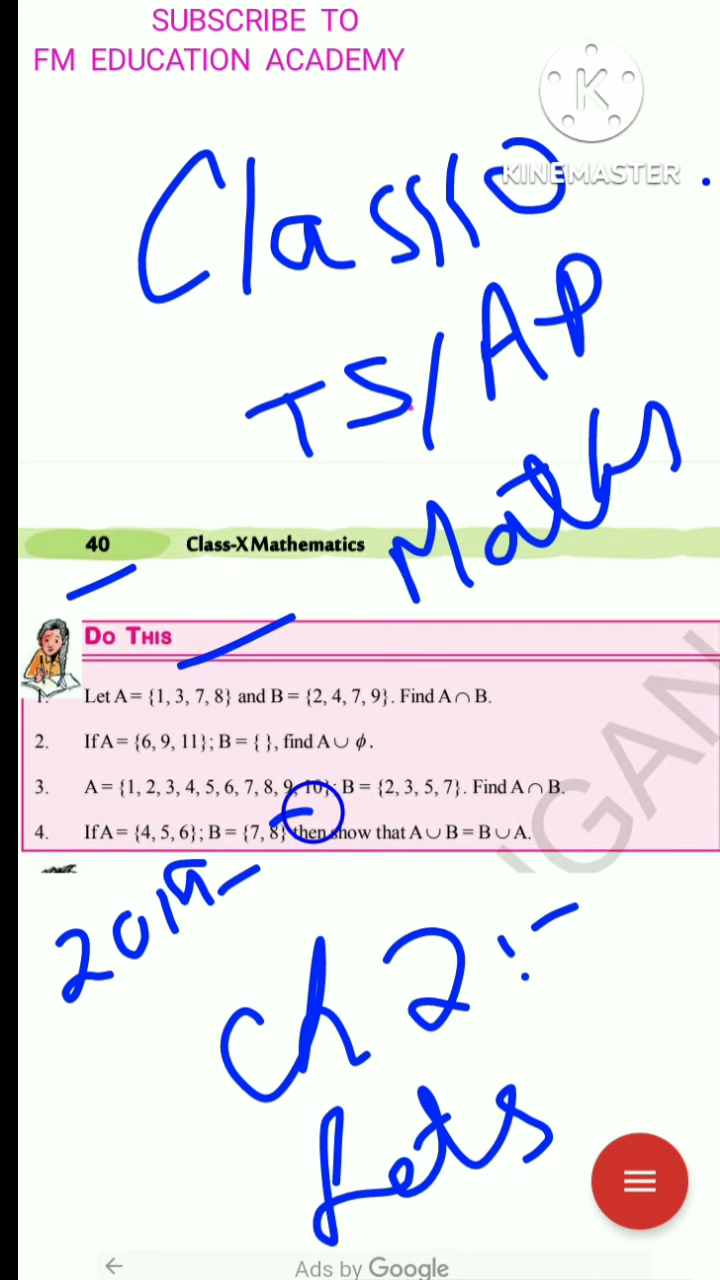 SUBSCRIBE TO
FM EDUCATION ACADEMY
K
KINEMASTER
Class 10
TS/AP
Maths
40 Class-X Mathematics
DO THIS
1. Let A = {1, 3, 7, 8} and B = {2, 4, 7, 9}. Find A ∩ B.
2. If A = {6, 9, 11}; B = { }, find A ∪ ϕ.
3. A = {1, 2, 3, 4, 5, 6, 7, 8, 9, 10}; B = {2, 3, 5, 7}. Find A ∩ B.
4. If A = {4, 5, 6}; B = {7, 8} then show that A ∪ B = B ∪ A.
Ch 2:-
Sets
Ads by Google